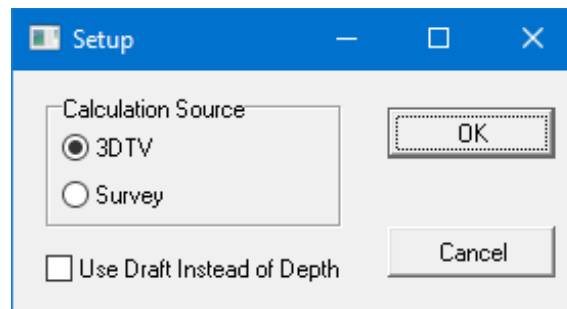 Setup
Calculation Source
3DTV
OK
Survey
Use Draft Instead of Depth
Cancel